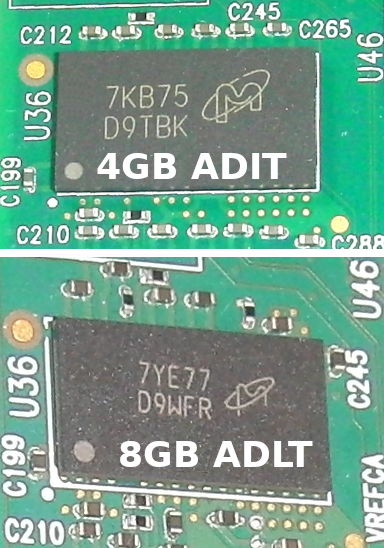 C245
C212
C265
U46
7KB75
D9TBK
U36
4GB ADIT
C199
C210
C288
U46
7YE77
D9WFR
C245
U36
8GB ADLT
C199
C210
VREFCA